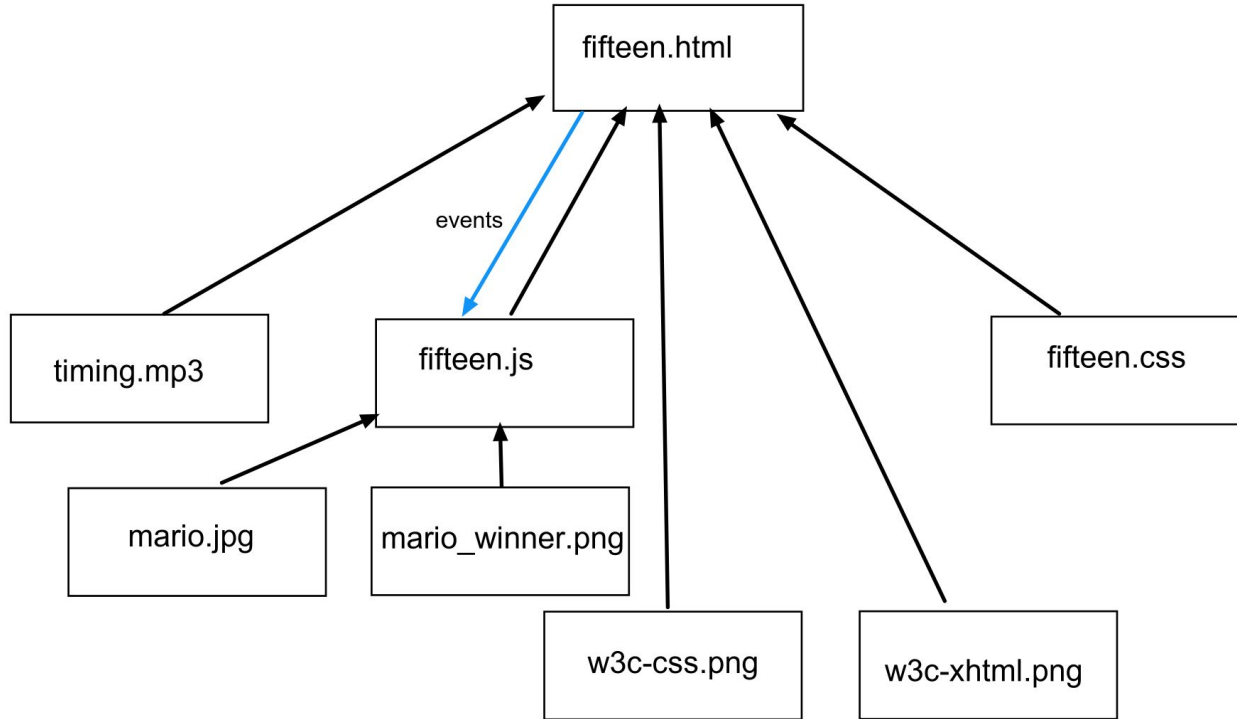 fifteen.html
events
timing.mp3
fifteen.js
fifteen.css
mario.jpg
mario_winner.png
w3c-css.png
w3c-xhtml.png